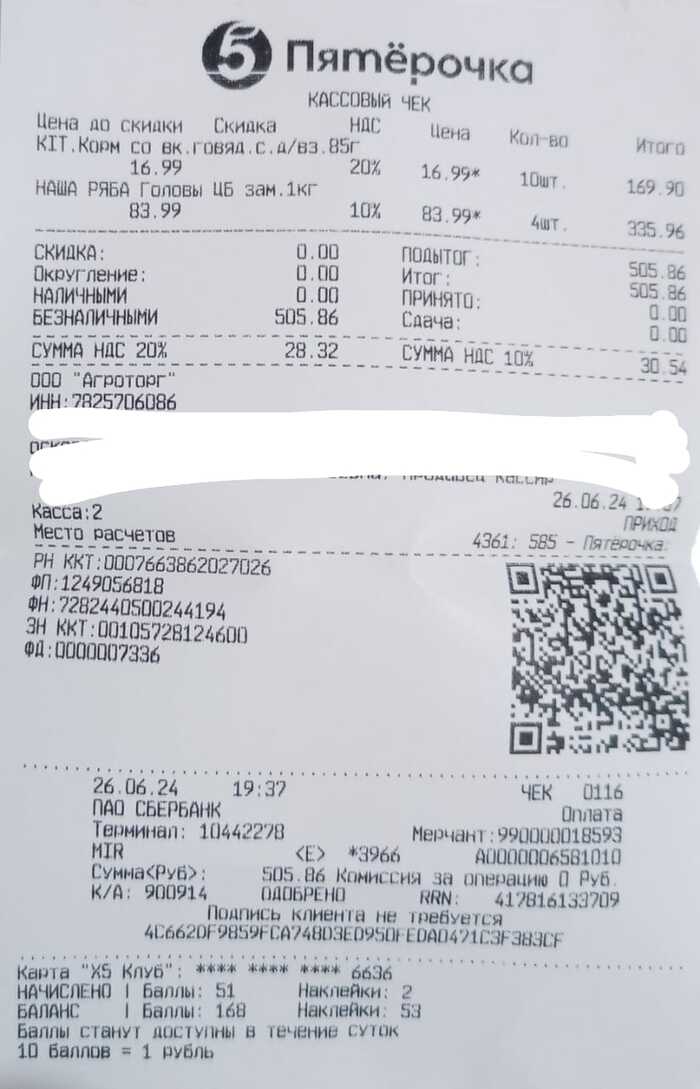 5 Пятёрочка
КАССОВЫЙ ЧЕК
Цена до скидки Скидка НДС Цена Кол-во Итого
KIT.Корм со вк.говяд.с.д/вз.85г
16.99 20% 16.99* 10шт. 169.90
НАША РЯБА Головы ЦБ зам.1кг
83.99 10% 83.99* 4шт. 335.96
СКИДКА: 0.00 ПОДЫТОГ: 505.86
Округление: 0.00 Итог: 505.86
НАЛИЧНЫМИ 0.00 ПРИНЯТО: 0.00
БЕЗНАЛИЧНЫМИ 505.86 Сдача: 0.00
СУММА НДС 20% 28.32 СУММА НДС 10% 30.54
ООО "Агроторг"
ИНН:7825706086
Продавец Кассир
26.06.24
Касса:2 ПРИХОД
Место расчетов 4361: 585 - Пятёрочка:
РН ККТ:0007663862027026
ФП:1249056818
ФН:7282440500244194
ЗН ККТ:00105728124600
ФД:0000007336
26.06.24 19:37 ЧЕК 0116
ПАО СБЕРБАНК Оплата
Терминал: 10442278 Мерчант:990000018593
MIR <E> *3966 A0000006581010
Сумма<Руб>: 505.86 Комиссия за операцию 0 Руб.
К/А: 900914 ОДОБРЕНО RRN: 417816133709
Подпись клиента не требуется
4C6620F9859FCA74803ED950FEDAD471C3F383CF
Карта "X5 Клуб": **** **** **** 6636
НАЧИСЛЕНО | Баллы: 51 Наклейки: 2
БАЛАНС | Баллы: 168 Наклейки: 53
Баллы станут доступны в течение суток
10 баллов = 1 рубль